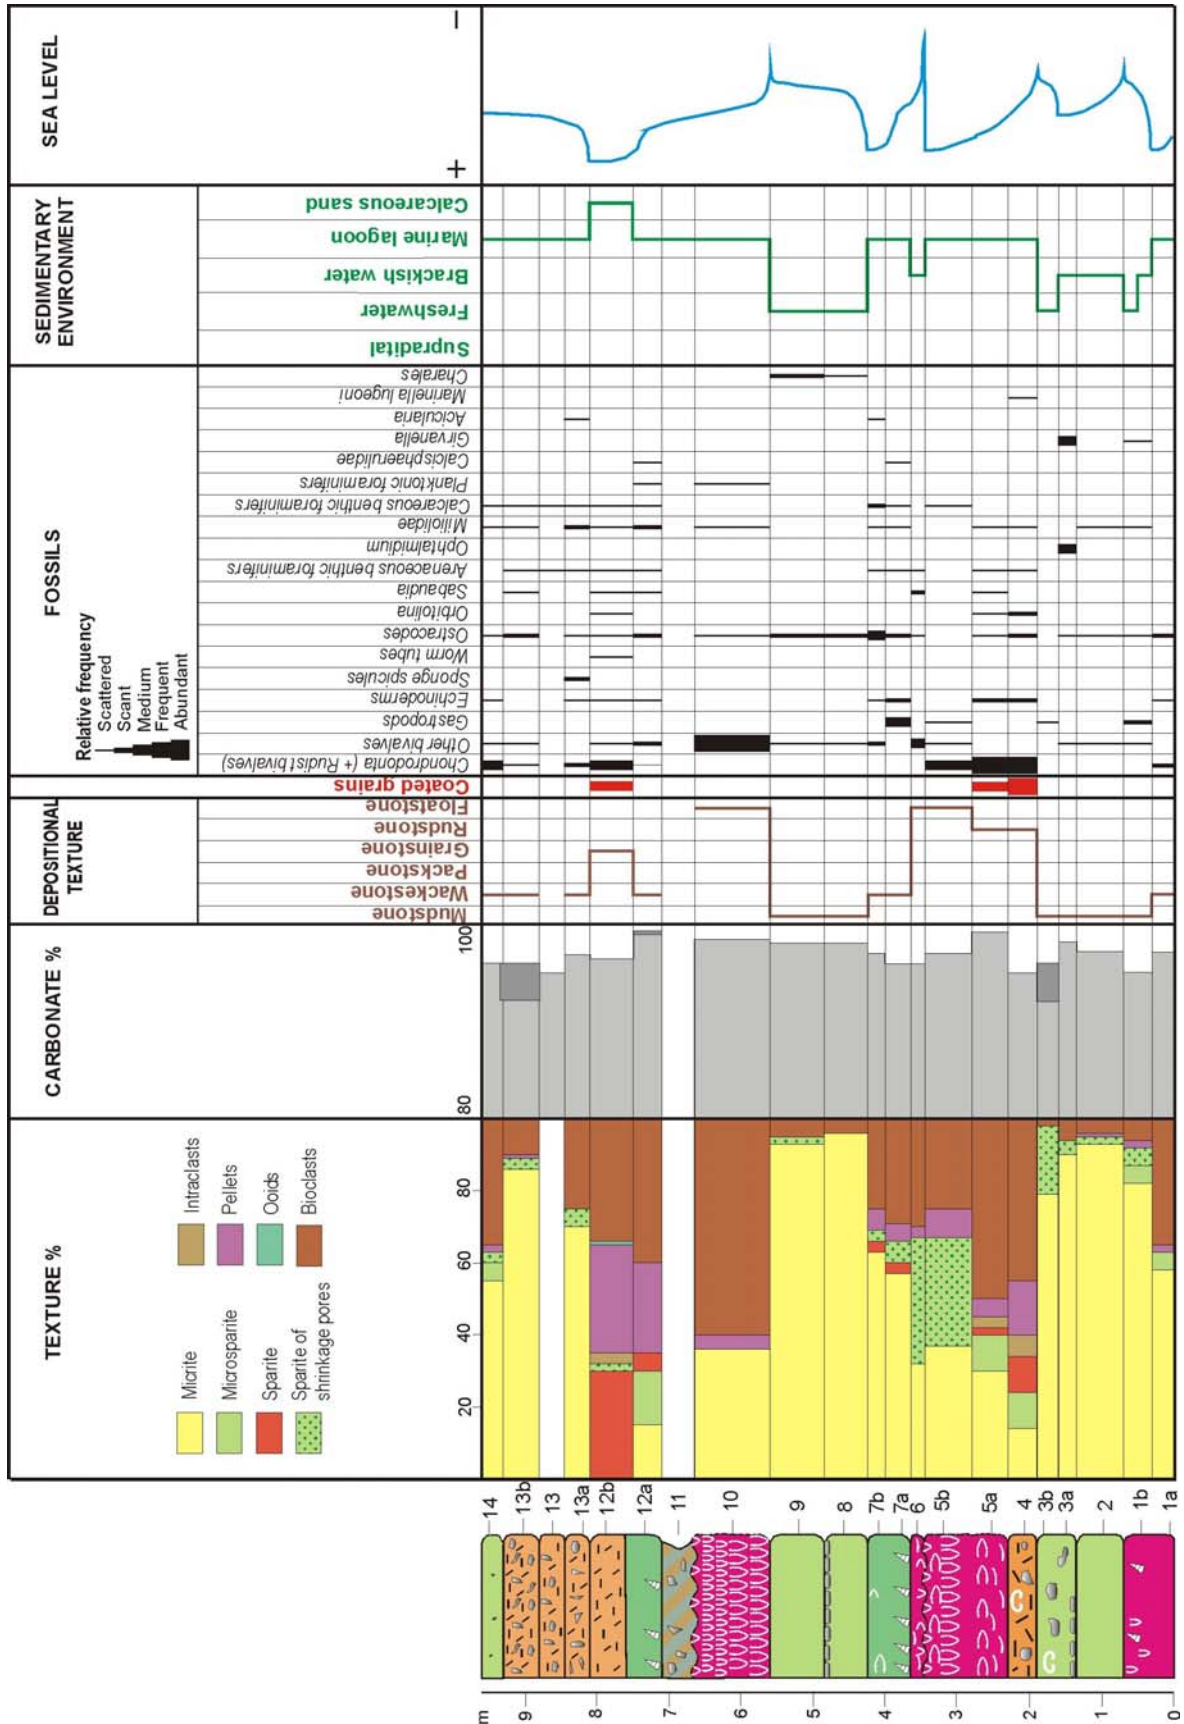 TEXTURE %
Micrite
Microsparite
Sparite
Sparite of
shrinkage pores
Intraclasts
Pellets
Ooids
Bioclasts
20
40
60
80
CARBONATE %
80
100
DEPOSITIONAL
TEXTURE
Mudstone
Wackestone
Packstone
Grainstone
Rudstone
Floatstone
Coated grains
FOSSILS
Relative frequency
Scattered
Scant
Medium
Frequent
Abundant
Chondrodonta (+ Rudist bivalves)
Other bivalves
Gastropods
Echinoderms
Sponge spicules
Worm tubes
Ostracodes
Orbitolina
Sabaudia
Arenaceous benthic foraminifers
Ophtalmidium
Miliolidae
Calcareous benthic foraminifers
Planktonic foraminifers
Calcisphaerulidae
Girvanella
Acicularia
Marinella lugeoni
Charales
SEDIMENTARY
ENVIRONMENT
Supradital
Freshwater
Brackish water
Marine lagoon
Calcareous sand
SEA LEVEL
+
−
m
9
8
7
6
5
4
3
2
1
0
14
13b
13
13a
12b
12a
11
10
9
8
7b
7a
6
5b
5a
4
3b
3a
2
1b
1a